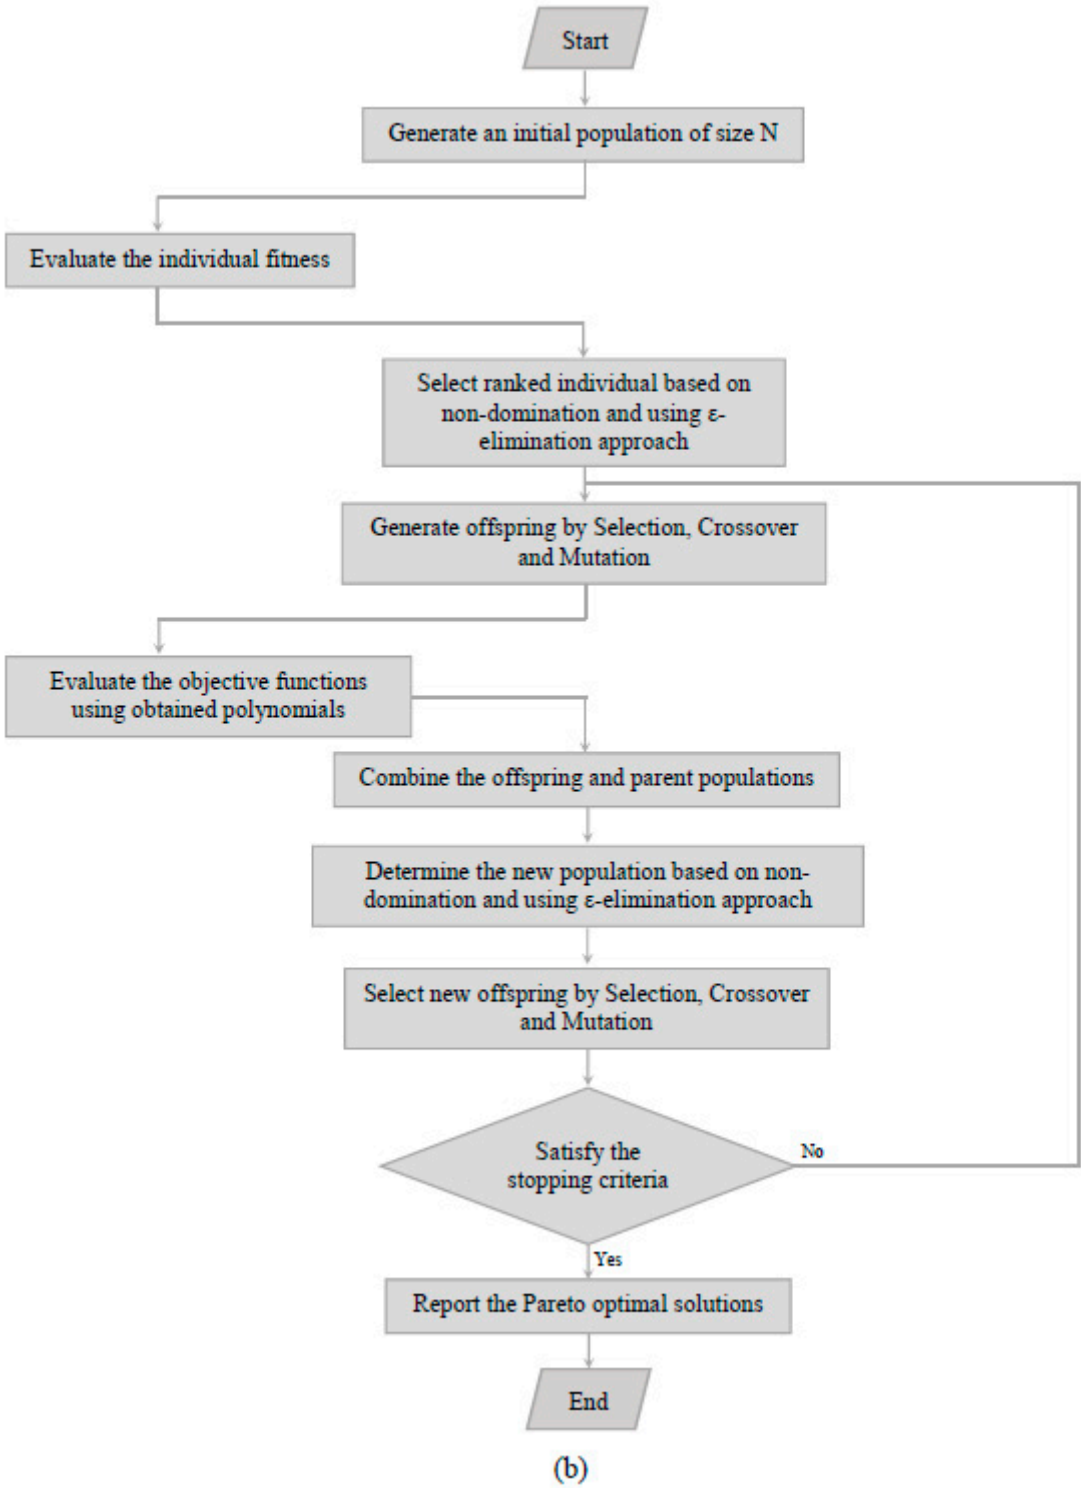 Start
Generate an initial population of size N
Evaluate the individual fitness
Select ranked individual based on
non-domination and using ε-
elimination approach
Generate offspring by Selection, Crossover
and Mutation
Evaluate the objective functions
using obtained polynomials
Combine the offspring and parent populations
Determine the new population based on non-
domination and using ε-elimination approach
Select new offspring by Selection, Crossover
and Mutation
Satisfy the
stopping criteria
No
Yes
Report the Pareto optimal solutions
End
(b)